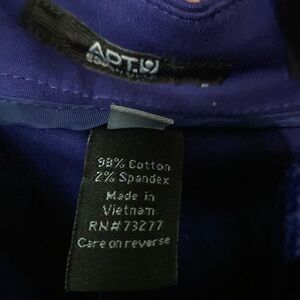 APT.9
98% Cotton
2% Spandex
Made in
Vietnam
RN#73277
Care on reverse